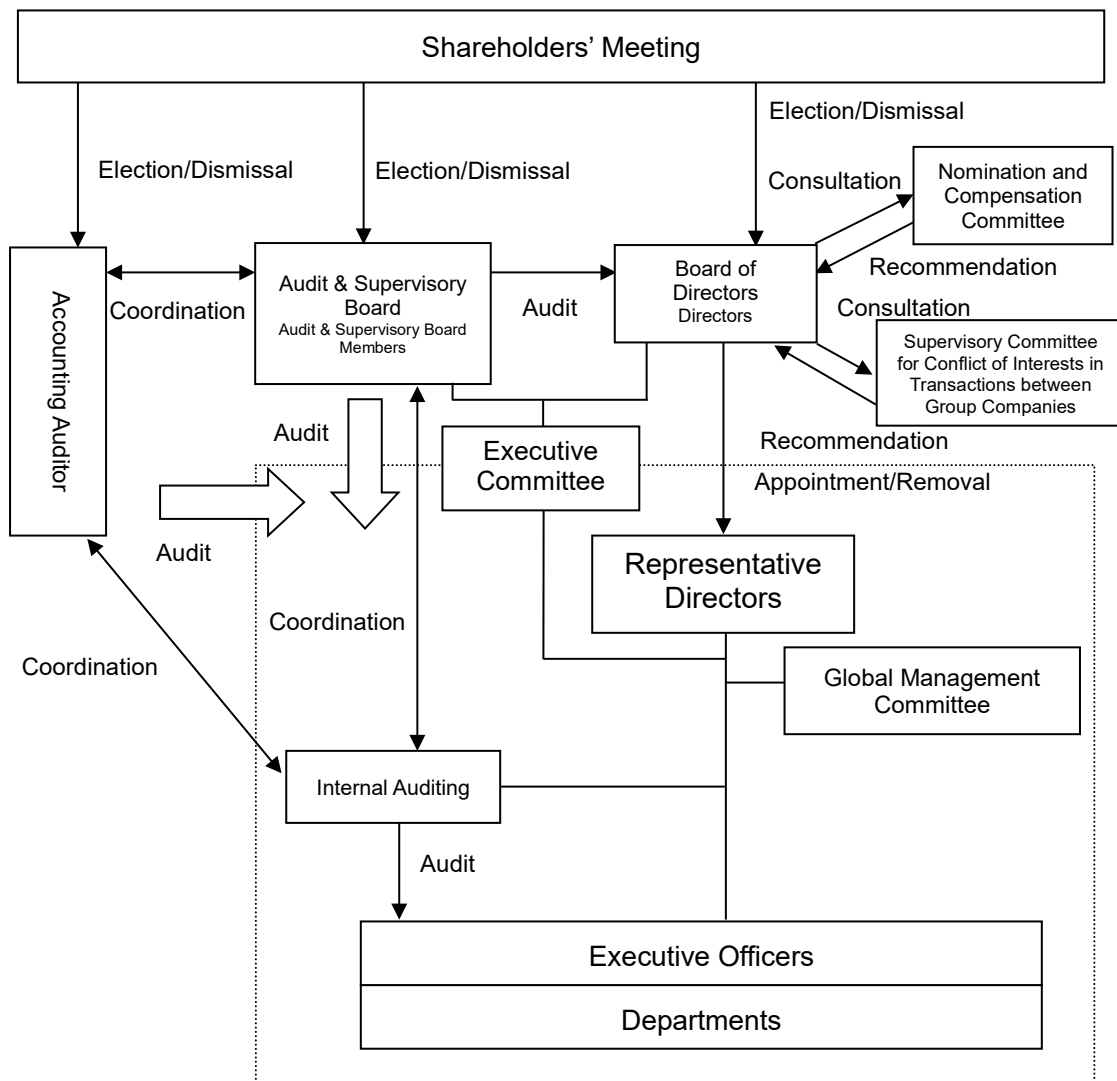 Shareholders’ Meeting
Election/Dismissal
Election/Dismissal
Election/Dismissal
Consultation
Nomination and
Compensation
Committee
Recommendation
Accounting Auditor
Coordination
Audit & Supervisory
Board
Audit & Supervisory Board
Members
Audit
Board of
Directors
Directors
Consultation
Supervisory Committee
for Conflict of Interests in
Transactions between
Group Companies
Recommendation
Audit
Executive
Committee
Appointment/Removal
Audit
Representative
Directors
Coordination
Coordination
Global Management
Committee
Internal Auditing
Audit
Executive Officers
Departments